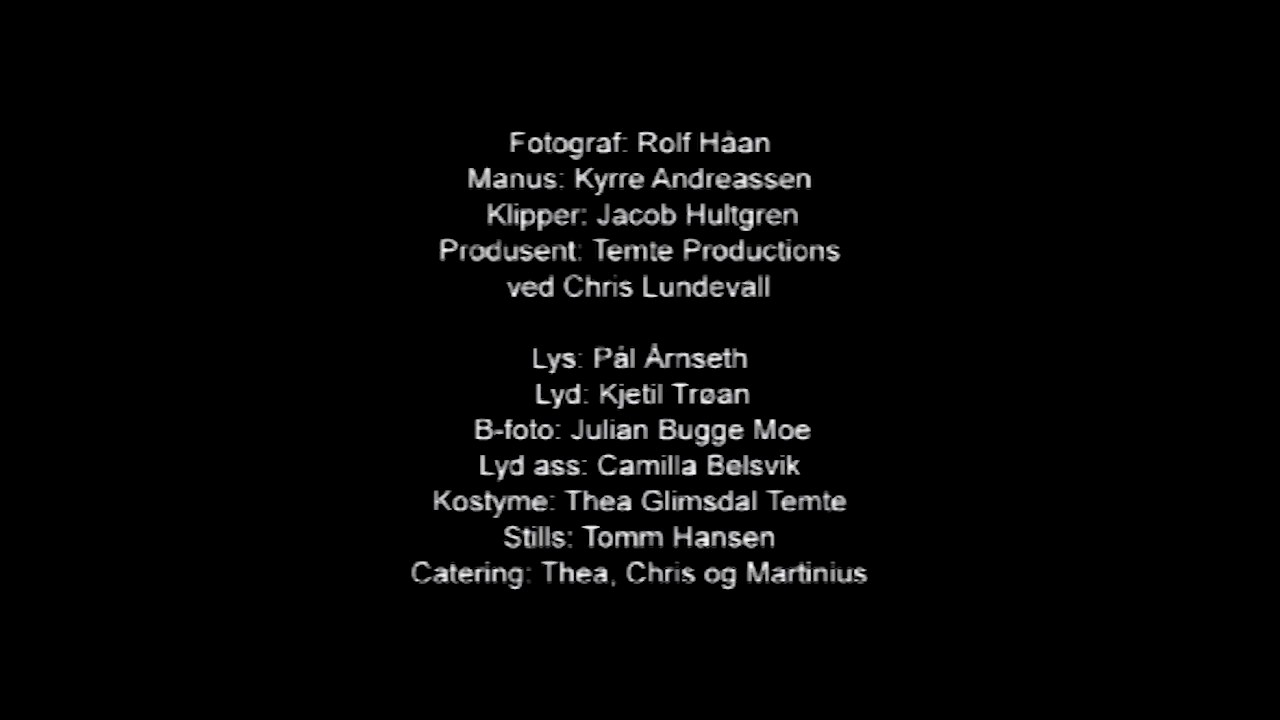 Fotograf: Rolf Håan
Manus: Kyrre Andreassen
Klipper: Jacob Hultgren
Produsent: Temte Productions
ved Chris Lundevall
Lys: Pål Årnseth
Lyd: Kjetil Trøan
B-foto: Julian Bugge Moe
Lyd ass: Camilla Belsvik
Kostyme: Thea Glimsdal Temte
Stills: Tomm Hansen
Catering: Thea, Chris og Martinius